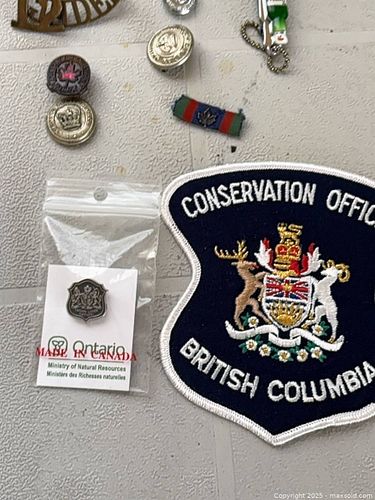 CONSERVATION OFFIC
BRITISH COLUMBIA
Ontario
MADE IN CANADA
Ministry of Natural Resources
Ministère des Richesses naturelles
Copyright 2025 - maxsold.com